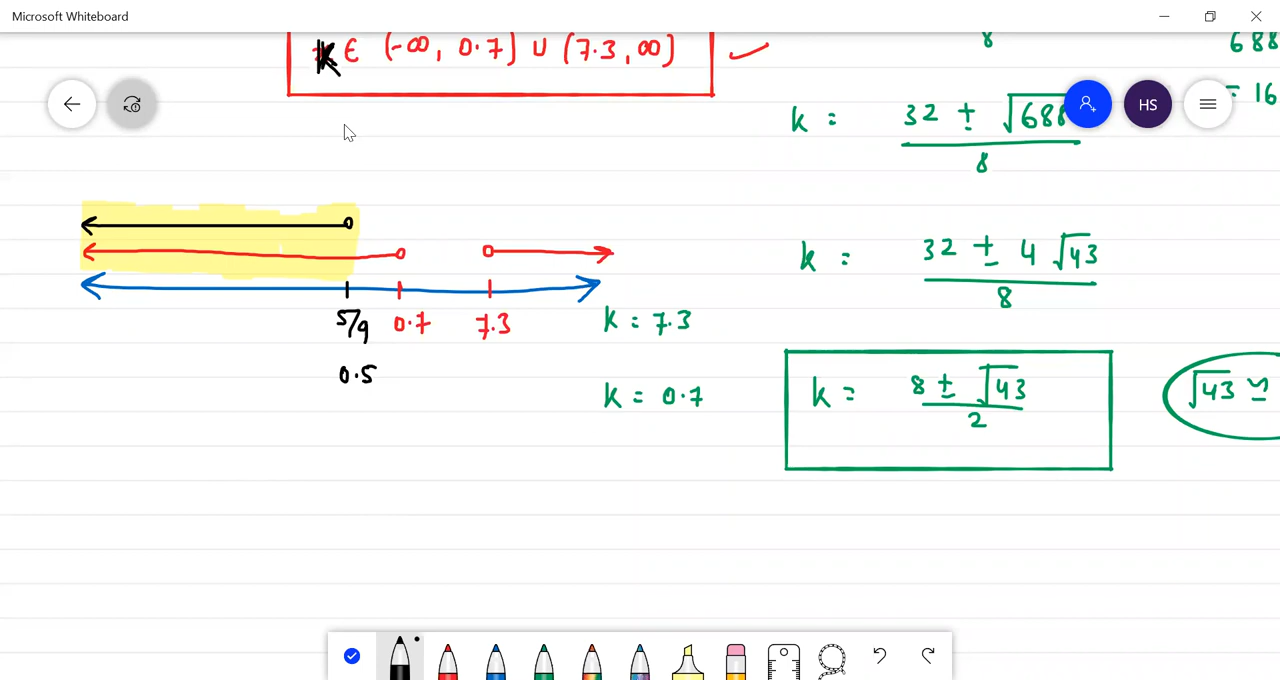 Microsoft Whiteboard
k ∈ (-∞, 0.7) ∪ (7.3, ∞)
8
688
= 16
k = 32 ± √688
8
HS
k = 32 ± 4 √43
8
5/9 0.7 7.3
0.5
k = 7.3
k = 0.7
k = 8 ± √43
2
√43 ≃